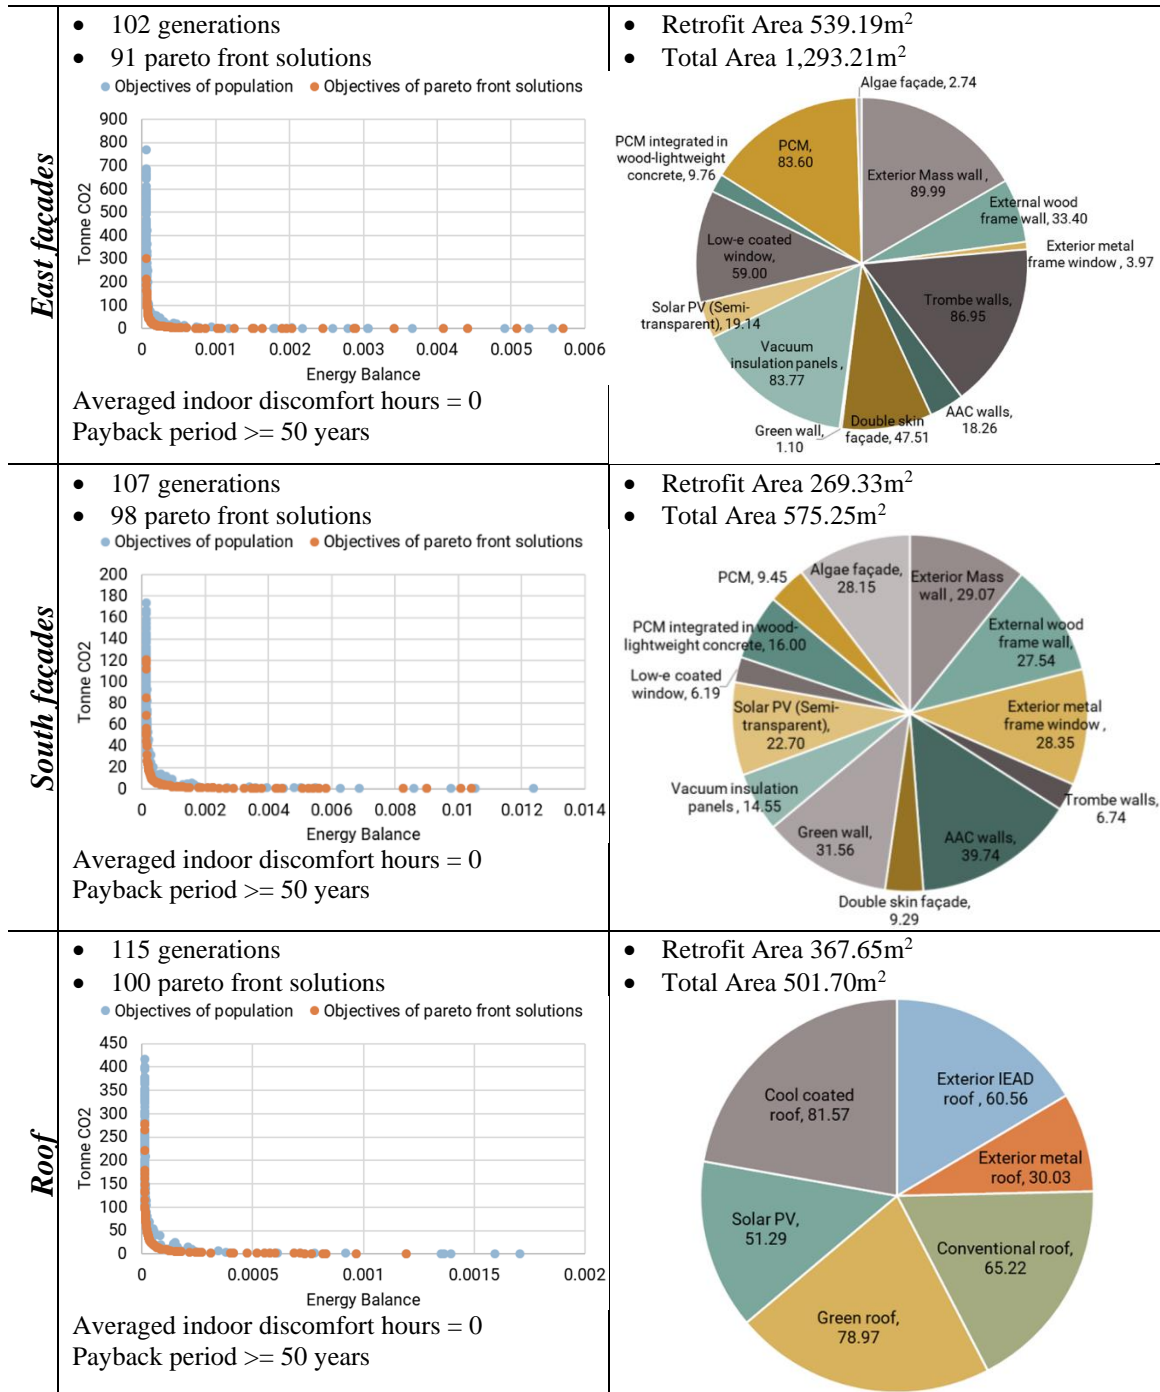 East façades
• 102 generations
• 91 pareto front solutions
Objectives of population Objectives of pareto front solutions
900
800
700
600
500
400
300
200
100
0
Tonne CO2
0 0.001 0.002 0.003 0.004 0.005 0.006
Energy Balance
Averaged indoor discomfort hours = 0
Payback period >= 50 years
• Retrofit Area 539.19m²
• Total Area 1,293.21m²
Algae façade, 2.74
Exterior Mass wall ,
89.99
External wood
frame wall, 33.40
Exterior metal
frame window , 3.97
Trombe walls,
86.95
AAC walls,
18.26
Double skin
façade, 47.51
Green wall,
1.10
Vacuum
insulation panels ,
83.77
Solar PV (Semi-
transparent), 19.14
Low-e coated
window,
59.00
PCM integrated in
wood-lightweight
concrete, 9.76
PCM,
83.60
South façades
• 107 generations
• 98 pareto front solutions
Objectives of population Objectives of pareto front solutions
200
180
160
140
120
100
80
60
40
20
0
Tonne CO2
0 0.002 0.004 0.006 0.008 0.01 0.012 0.014
Energy Balance
Averaged indoor discomfort hours = 0
Payback period >= 50 years
• Retrofit Area 269.33m²
• Total Area 575.25m²
Algae façade,
28.15
Exterior Mass
wall , 29.07
External wood
frame wall,
27.54
Exterior metal
frame window ,
28.35
Trombe walls,
6.74
AAC walls,
39.74
Double skin façade,
9.29
Green wall,
31.56
Vacuum insulation
panels , 14.55
Solar PV (Semi-
transparent),
22.70
Low-e coated
window, 6.19
PCM integrated in wood-
lightweight concrete, 16.00
PCM, 9.45
Roof
• 115 generations
• 100 pareto front solutions
Objectives of population Objectives of pareto front solutions
450
400
350
300
250
200
150
100
50
0
Tonne CO2
0 0.0005 0.001 0.0015 0.002
Energy Balance
Averaged indoor discomfort hours = 0
Payback period >= 50 years
• Retrofit Area 367.65m²
• Total Area 501.70m²
Exterior IEAD
roof , 60.56
Exterior metal
roof, 30.03
Conventional roof,
65.22
Green roof,
78.97
Solar PV,
51.29
Cool coated
roof, 81.57